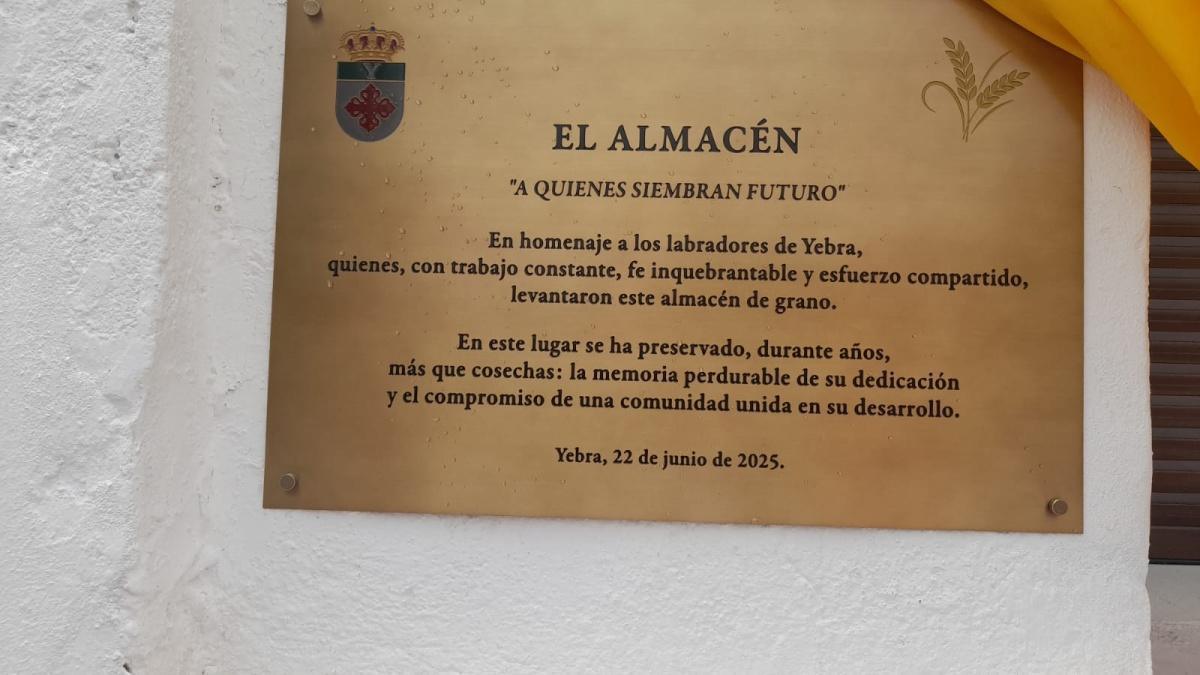 EL ALMACÉN
"A QUIENES SIEMBRAN FUTURO"
En homenaje a los labradores de Yebra,
quienes, con trabajo constante, fe inquebrantable y esfuerzo compartido,
levantaron este almacén de grano.
En este lugar se ha preservado, durante años,
más que cosechas: la memoria perdurable de su dedicación
y el compromiso de una comunidad unida en su desarrollo.
Yebra, 22 de junio de 2025.